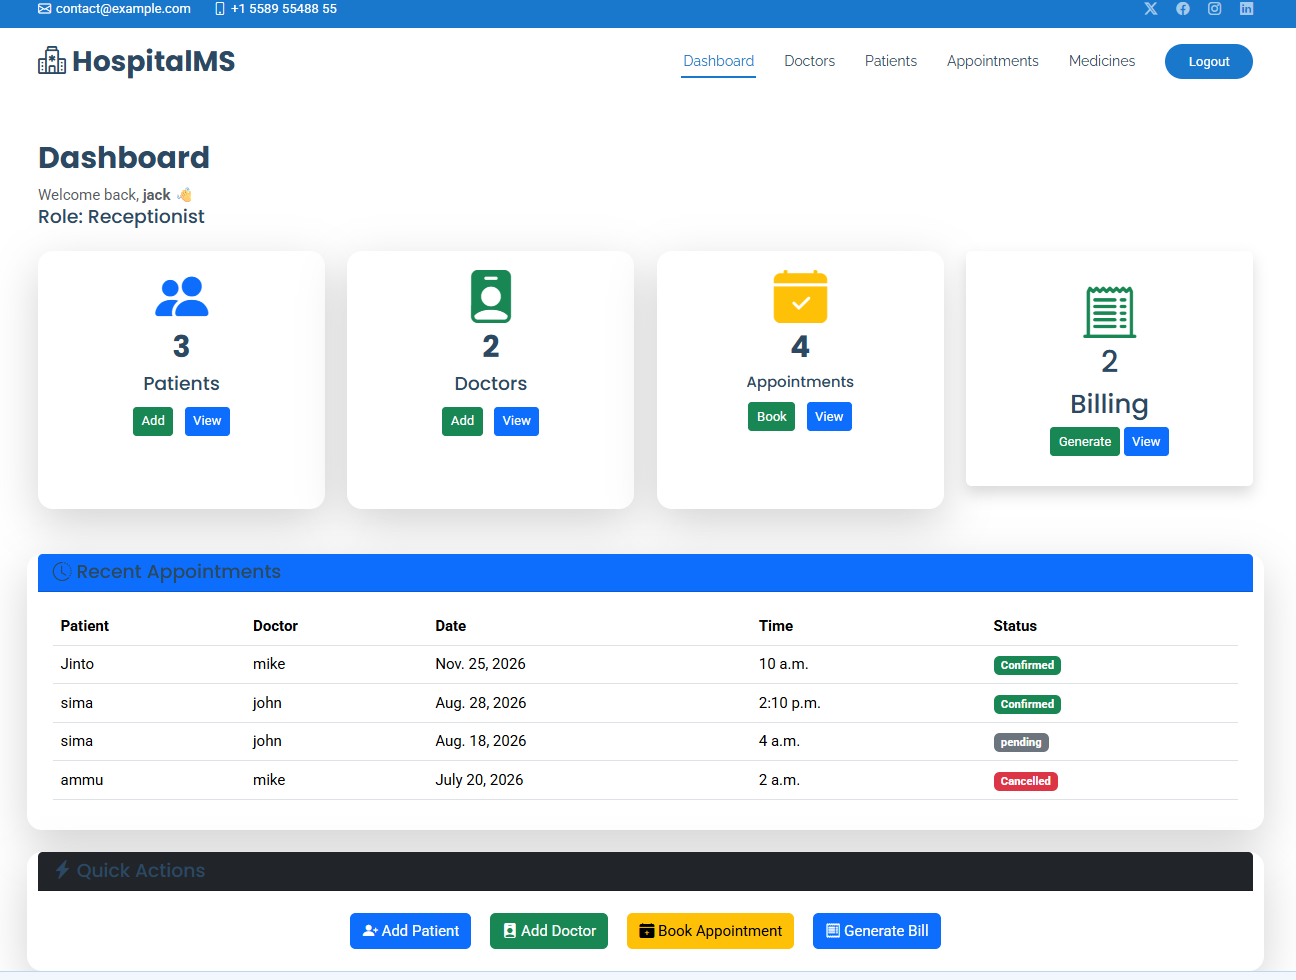 contact@example.com +1 5589 55488 55
HospitalMS Dashboard Doctors Patients Appointments Medicines Logout
Dashboard
Welcome back, jack 👋
Role: Receptionist
3
Patients
Add View
2
Doctors
Add View
4
Appointments
Book View
2
Billing
Generate View
Recent Appointments
Patient Doctor Date Time Status
Jinto mike Nov. 25, 2026 10 a.m. Confirmed
sima john Aug. 28, 2026 2:10 p.m. Confirmed
sima john Aug. 18, 2026 4 a.m. pending
ammu mike July 20, 2026 2 a.m. Cancelled
Quick Actions
Add Patient Add Doctor Book Appointment Generate Bill